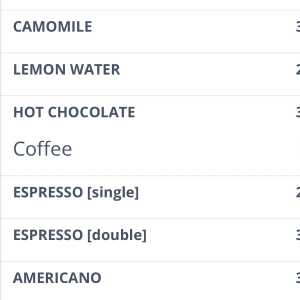 CAMOMILE
LEMON WATER
HOT CHOCOLATE
Coffee
ESPRESSO [single]
ESPRESSO [double]
AMERICANO